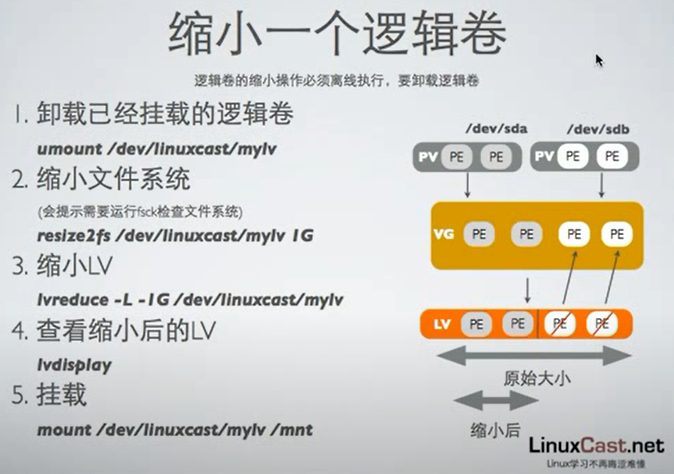 缩小一个逻辑卷
逻辑卷的缩小操作必须离线执行，要卸载逻辑卷
1. 卸载已经挂载的逻辑卷
umount /dev/linuxcast/mylv
2. 缩小文件系统
(会提示需要运行fsck检查文件系统)
resize2fs /dev/linuxcast/mylv 1G
3. 缩小LV
lvreduce -L -1G /dev/linuxcast/mylv
4. 查看缩小后的LV
lvdisplay
5. 挂载
mount /dev/linuxcast/mylv /mnt
/dev/sda /dev/sdb
PV PE PE PV PE PE
VG PE PE PE PE
LV PE PE PE PE
原始大小
缩小后
LinuxCast.net
Linux学习不再晦涩难懂